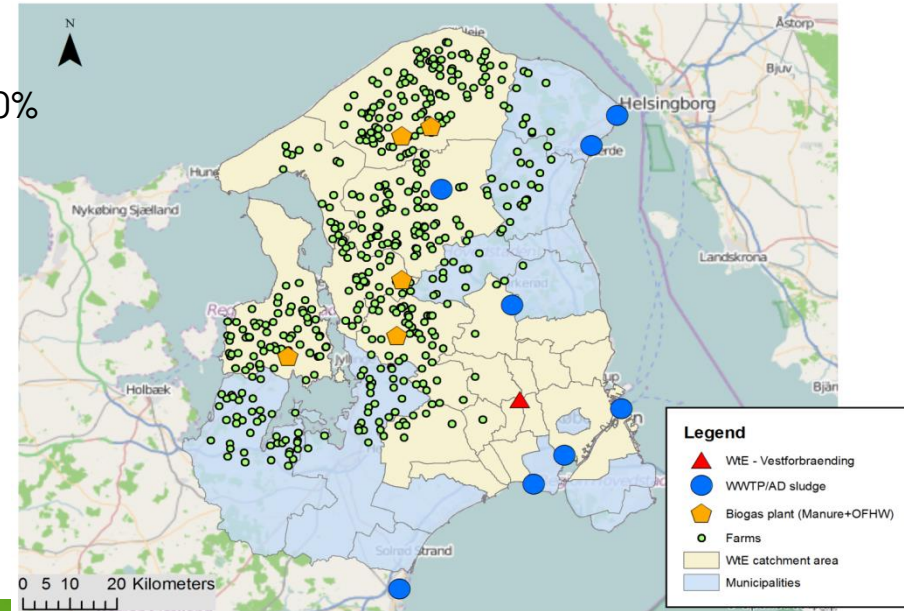 N
0%
Åstorp
Bjuv
Helsingborg
Nykøbing Sjælland
Landskrona
Holbæk
Jylli
Solrød Strand
0 5 10 20 Kilometers
Legend
WtE - Vestforbraending
WWTP/AD sludge
Biogas plant (Manure+OFHW)
Farms
WtE catchment area
Municipalities